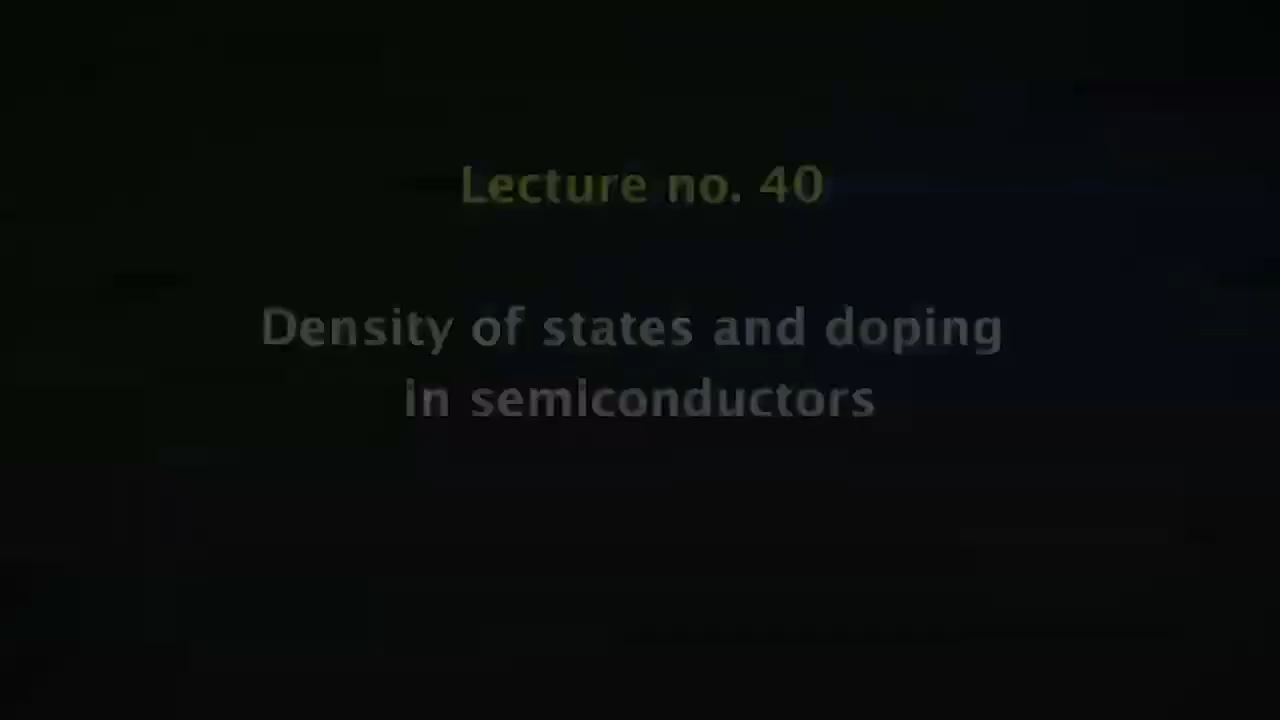 Lecture no. 40
Density of states and doping
in semiconductors